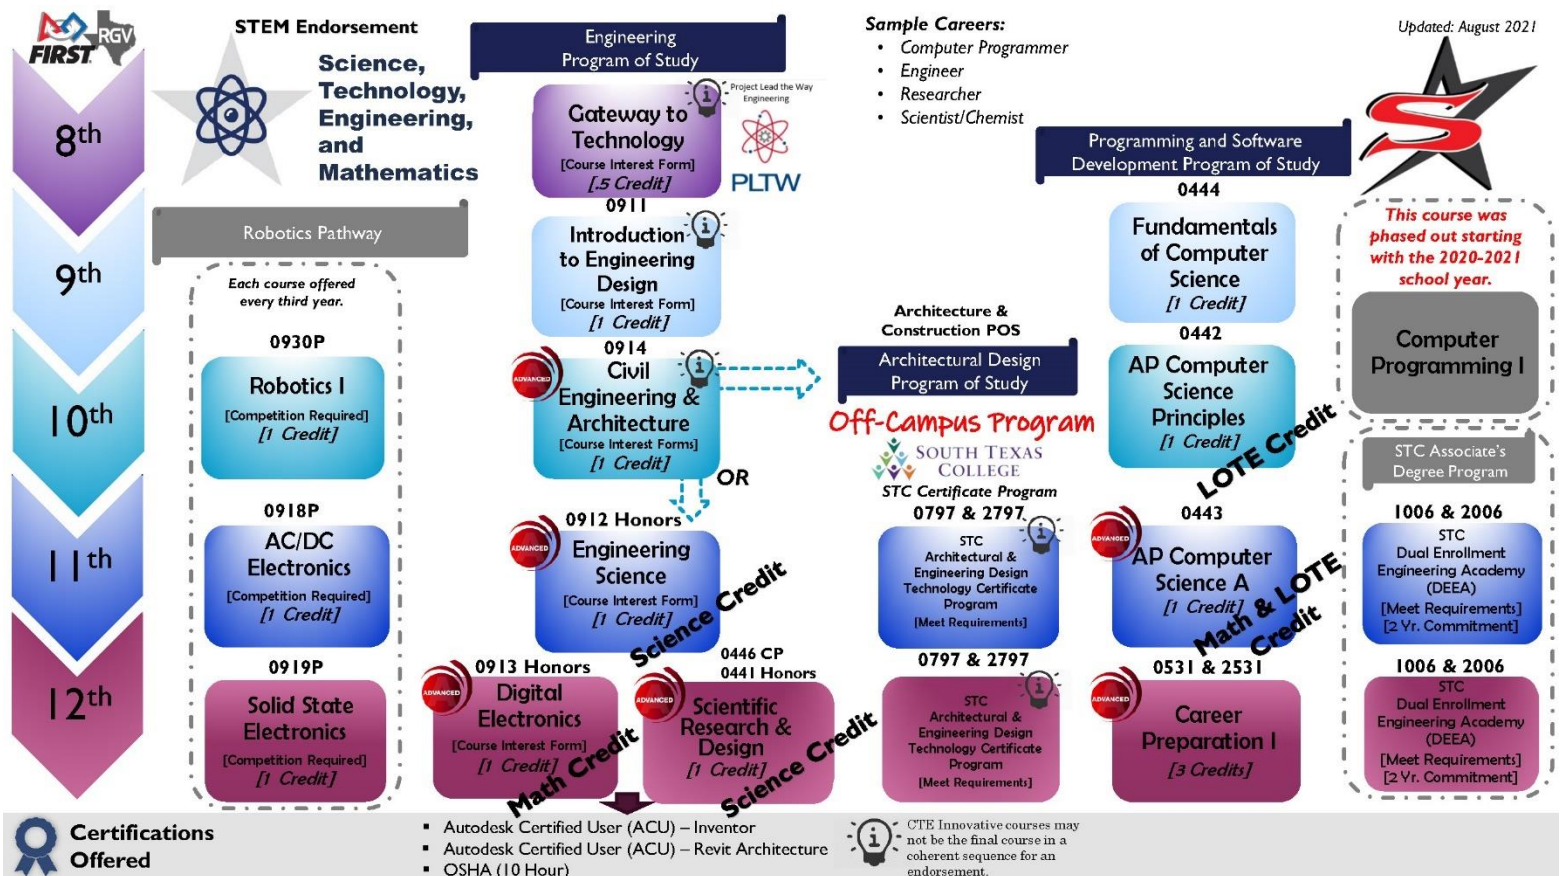 FIRST
RGV
STEM Endorsement
Science,
Technology,
Engineering,
and
Mathematics
Engineering
Program of Study
Sample Careers:
• Computer Programmer
• Engineer
• Researcher
• Scientist/Chemist
Updated: August 2021
S
8th
9th
10th
11th
12th
Gateway to
Technology
[Course Interest Form]
[.5 Credit]
Project Lead the Way
Engineering
PLTW
0911
Introduction
to Engineering
Design
[Course Interest Form]
[1 Credit]
0914
ADVANCED
Civil
Engineering &
Architecture
[Course Interest Forms]
[1 Credit]
OR
0912 Honors
ADVANCED
Engineering
Science
[Course Interest Form]
[1 Credit]
Science Credit
0913 Honors
ADVANCED
Digital
Electronics
[Course Interest Form]
[1 Credit]
Math Credit
0446 CP
0441 Honors
ADVANCED
Scientific
Research &
Design
[1 Credit]
Science Credit
Robotics Pathway
Each course offered
every third year.
0930P
Robotics I
[Competition Required]
[1 Credit]
0918P
AC/DC
Electronics
[Competition Required]
[1 Credit]
0919P
Solid State
Electronics
[Competition Required]
[1 Credit]
Architecture &
Construction POS
Architectural Design
Program of Study
Off-Campus Program
SOUTH TEXAS
COLLEGE
STC Certificate Program
0797 & 2797
STC
Architectural &
Engineering Design
Technology Certificate
Program
[Meet Requirements]
0797 & 2797
STC
Architectural &
Engineering Design
Technology Certificate
Program
[Meet Requirements]
Programming and Software
Development Program of Study
0444
Fundamentals
of Computer
Science
[1 Credit]
0442
AP Computer
Science
Principles
[1 Credit]
LOTE Credit
0443
ADVANCED
AP Computer
Science A
[1 Credit]
Math & LOTE
Credit
0531 & 2531
ADVANCED
Career
Preparation I
[3 Credits]
This course was
phased out starting
with the 2020-2021
school year.
Computer
Programming I
STC Associate's
Degree Program
1006 & 2006
STC
Dual Enrollment
Engineering Academy
(DEEA)
[Meet Requirements]
[2 Yr. Commitment]
1006 & 2006
STC
Dual Enrollment
Engineering Academy
(DEEA)
[Meet Requirements]
[2 Yr. Commitment]
Certifications
Offered
▪ Autodesk Certified User (ACU) – Inventor
▪ Autodesk Certified User (ACU) – Revit Architecture
▪ OSHA (10 Hour)
CTE Innovative courses may
not be the final course in a
coherent sequence for an
endorsement.